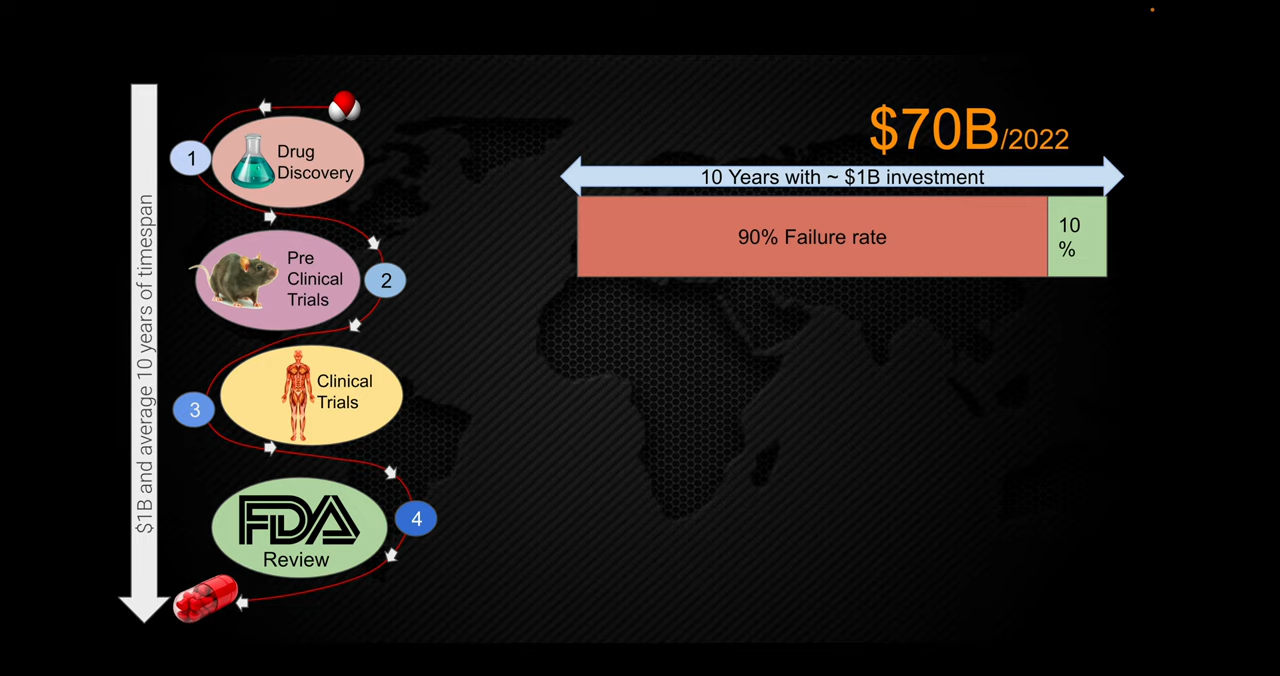 $1B and average 10 years of timespan
1
Drug
Discovery
Pre
Clinical
Trials
2
3
Clinical
Trials
FDA
Review
4
$70B/2022
10 Years with ~ $1B investment
90% Failure rate
10
%